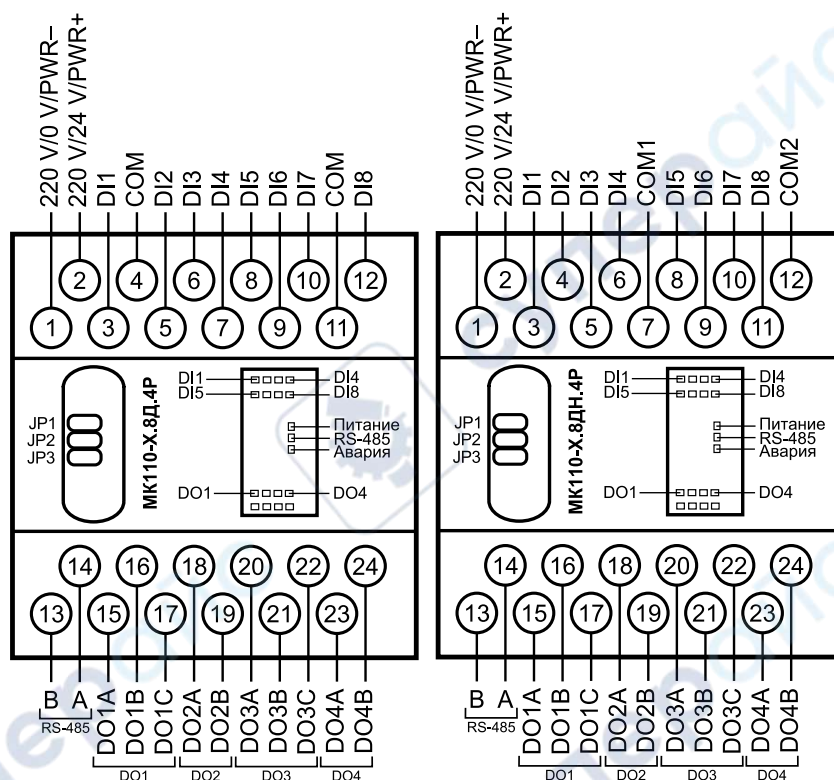 220 V/0 V/PWR–
220 V/24 V/PWR+
DI1
COM
DI2
DI3
DI4
DI5
DI6
DI7
COM
DI8
2 4 6 8 10 12
1 3 5 7 9 11
JP1
JP2
JP3
МК110-Х.8Д.4Р
DI1 DI4
DI5 DI8
Питание
RS-485
Авария
DO1 DO4
14 16 18 20 22 24
13 15 17 19 21 23
B
A
DO1A
DO1B
DO1C
DO2A
DO2B
DO3A
DO3B
DO3C
DO4A
DO4B
RS-485
DO1 DO2 DO3 DO4
220 V/0 V/PWR–
220 V/24 V/PWR+
DI1
DI2
DI3
DI4
COM1
DI5
DI6
DI7
DI8
COM2
2 4 6 8 10 12
1 3 5 7 9 11
JP1
JP2
JP3
МК110-Х.8ДН.4Р
DI1 DI4
DI5 DI8
Питание
RS-485
Авария
DO1 DO4
14 16 18 20 22 24
13 15 17 19 21 23
B
A
DO1A
DO1B
DO1C
DO2A
DO2B
DO3A
DO3B
DO3C
DO4A
DO4B
RS-485
DO1 DO2 DO3 DO4
суперайс